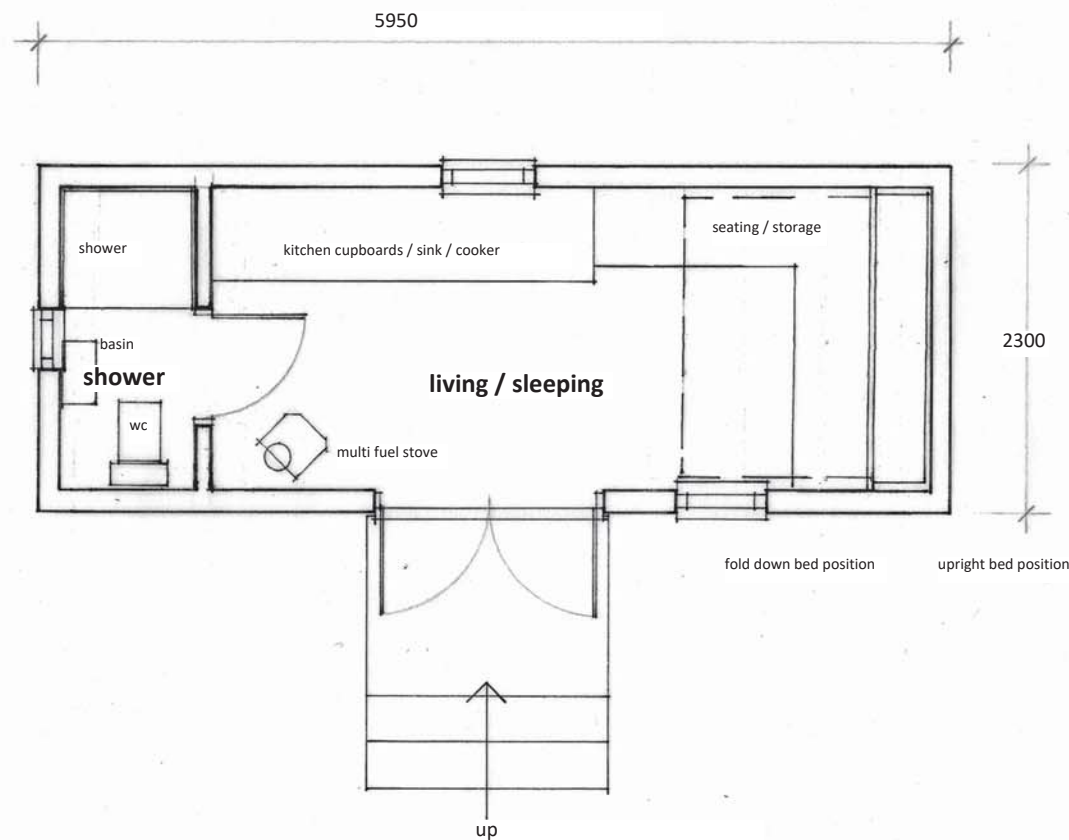 5950
shower
kitchen cupboards / sink / cooker
seating / storage
basin
2300
shower
living / sleeping
wc
multi fuel stove
fold down bed position
upright bed position
up